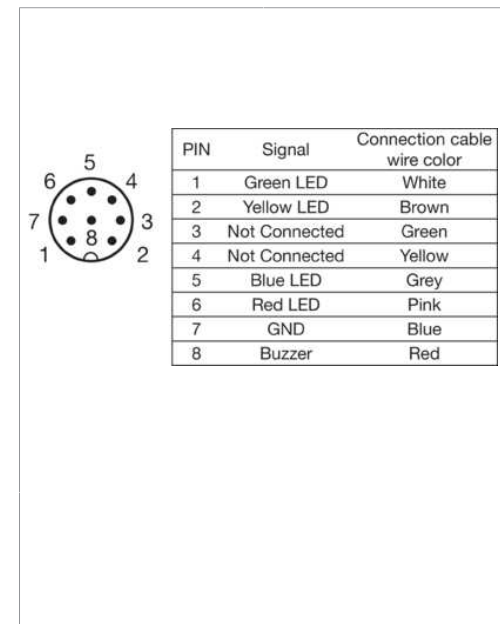 5
6 4
7 3
8
1 2
PIN Signal Connection cable wire color
1 Green LED White
2 Yellow LED Brown
3 Not Connected Green
4 Not Connected Yellow
5 Blue LED Grey
6 Red LED Pink
7 GND Blue
8 Buzzer Red